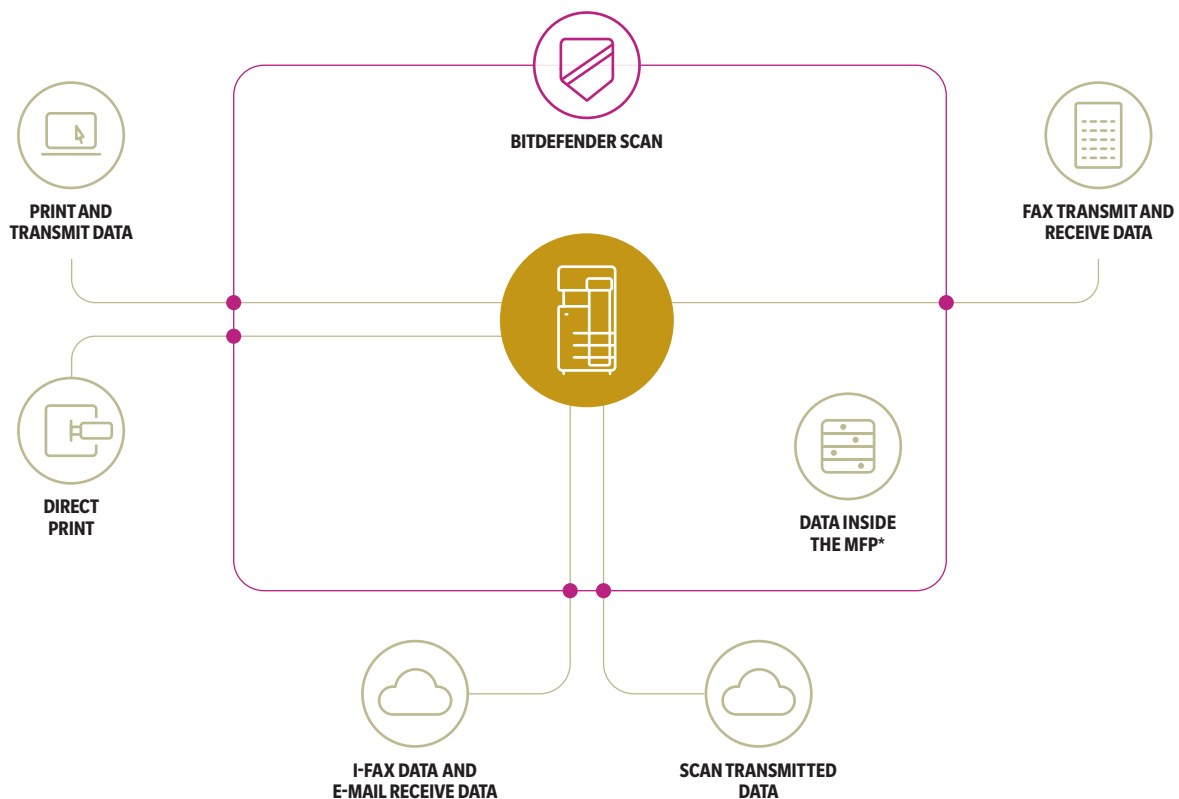 BITDEFENDER SCAN
PRINT AND
TRANSMIT DATA
FAX TRANSMIT AND
RECEIVE DATA
DIRECT
PRINT
DATA INSIDE
THE MFP*
I-FAX DATA AND
E-MAIL RECEIVE DATA
SCAN TRANSMITTED
DATA